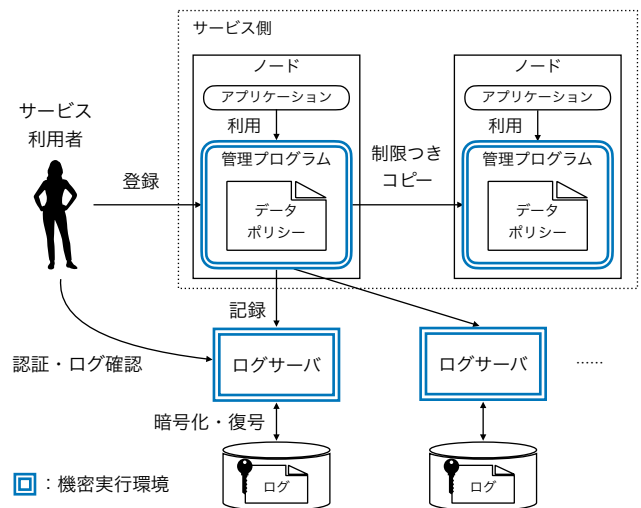 サービス側
ノード
ノード
アプリケーション
アプリケーション
サービス
利用者
利用
利用
管理プログラム
管理プログラム
制限つき
コピー
登録
データ
ポリシー
データ
ポリシー
記録
認証・ログ確認
ログサーバ
ログサーバ
……
暗号化・復号
ログ
ログ
：機密実行環境